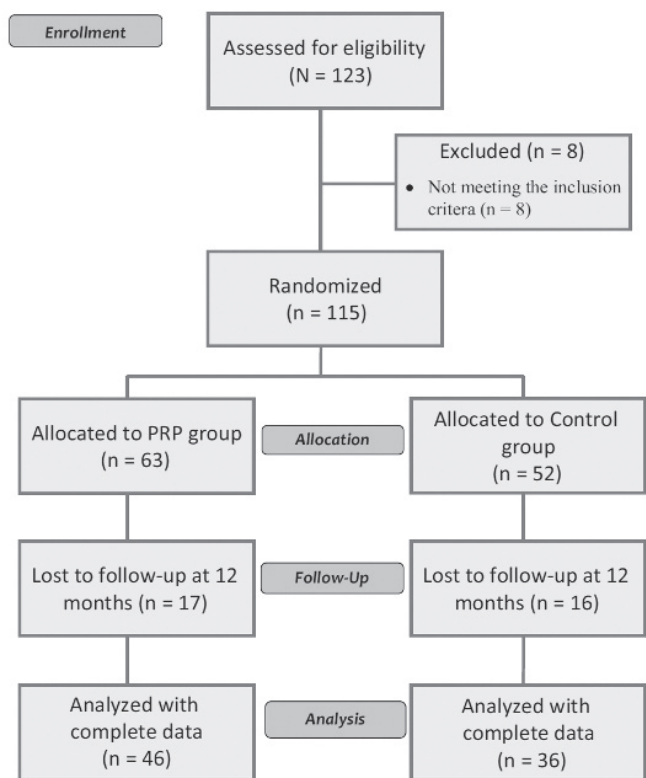 Enrollment
Assessed for eligibility
(N = 123)
Excluded (n = 8)
• Not meeting the inclusion
critera (n = 8)
Randomized
(n = 115)
Allocated to PRP group
(n = 63)
Allocation
Allocated to Control
group
(n = 52)
Lost to follow-up at 12
months (n = 17)
Follow-Up
Lost to follow-up at 12
months (n = 16)
Analyzed with
complete data
(n = 46)
Analysis
Analyzed with
complete data
(n = 36)